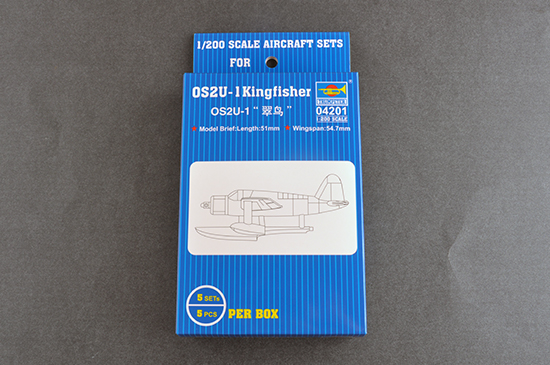 1/200 SCALE AIRCRAFT SETS
FOR
OS2U-1 Kingfisher
OS2U-1 “翠鸟”
Model Brief:Length:51mm Wingspan:54.7mm
TRUMPETER
04201
1:200 SCALE
5 SETs
5 PCS
PER BOX